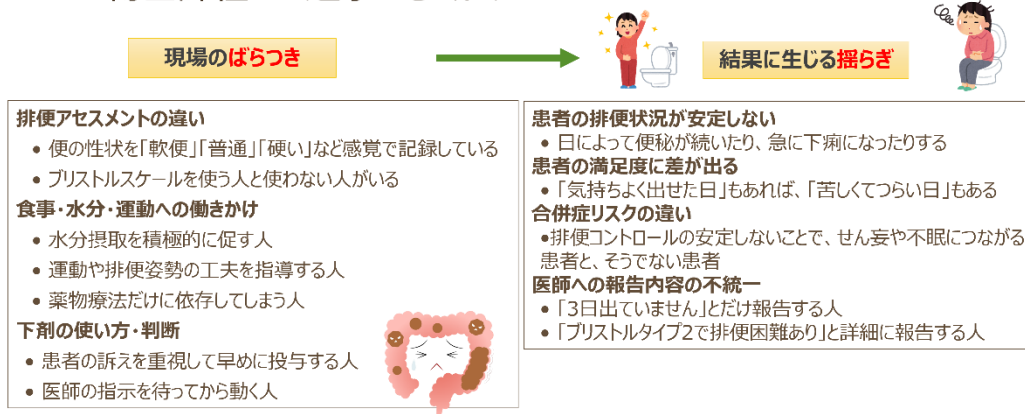 現場のばらつき
結果に生じる揺らぎ
排便アセスメントの違い
• 便の性状を「軟便」「普通」「硬い」など感覚で記録している
• ブリストルスケールを使う人と使わない人がいる
食事・水分・運動への働きかけ
• 水分摂取を積極的に促す人
• 運動や排便姿勢の工夫を指導する人
• 薬物療法だけに依存してしまう人
下剤の使い方・判断
• 患者の訴えを重視して早めに投与する人
• 医師の指示を待ってから動く人
患者の排便状況が安定しない
• 日によって便秘が続いたり、急に下痢になったりする
患者の満足度に差が出る
• 「気持ちよく出せた日」もあれば、「苦しくてつらい日」もある
合併症リスクの違い
•排便コントロールの安定しないことで、せん妄や不眠につながる
患者と、そうでない患者
医師への報告内容の不統一
• 「3日出ていません」とだけ報告する人
• 「ブリストルタイプ2で排便困難あり」と詳細に報告する人